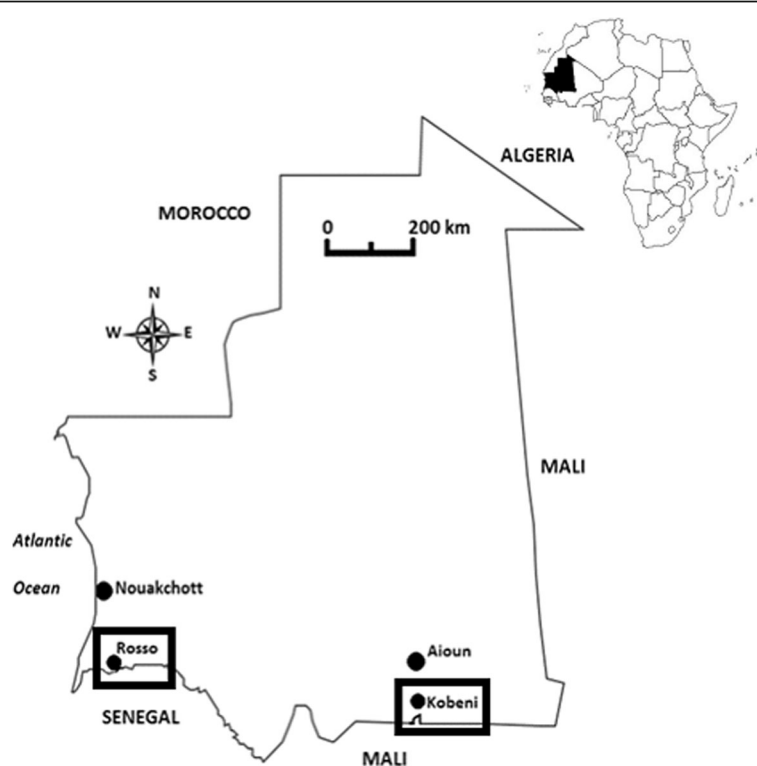 ALGERIA
MOROCCO
0 200 km
N
W E
S
MALI
Atlantic
Ocean
Nouakchott
Rosso
Aioun
Kobeni
SENEGAL
MALI